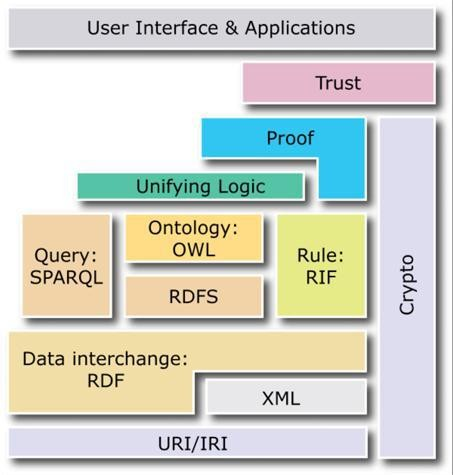 User Interface & Applications
Trust
Proof
Unifying Logic
Query:
SPARQL
Ontology:
OWL
RDFS
Rule:
RIF
Crypto
Data interchange:
RDF
XML
URI/IRI